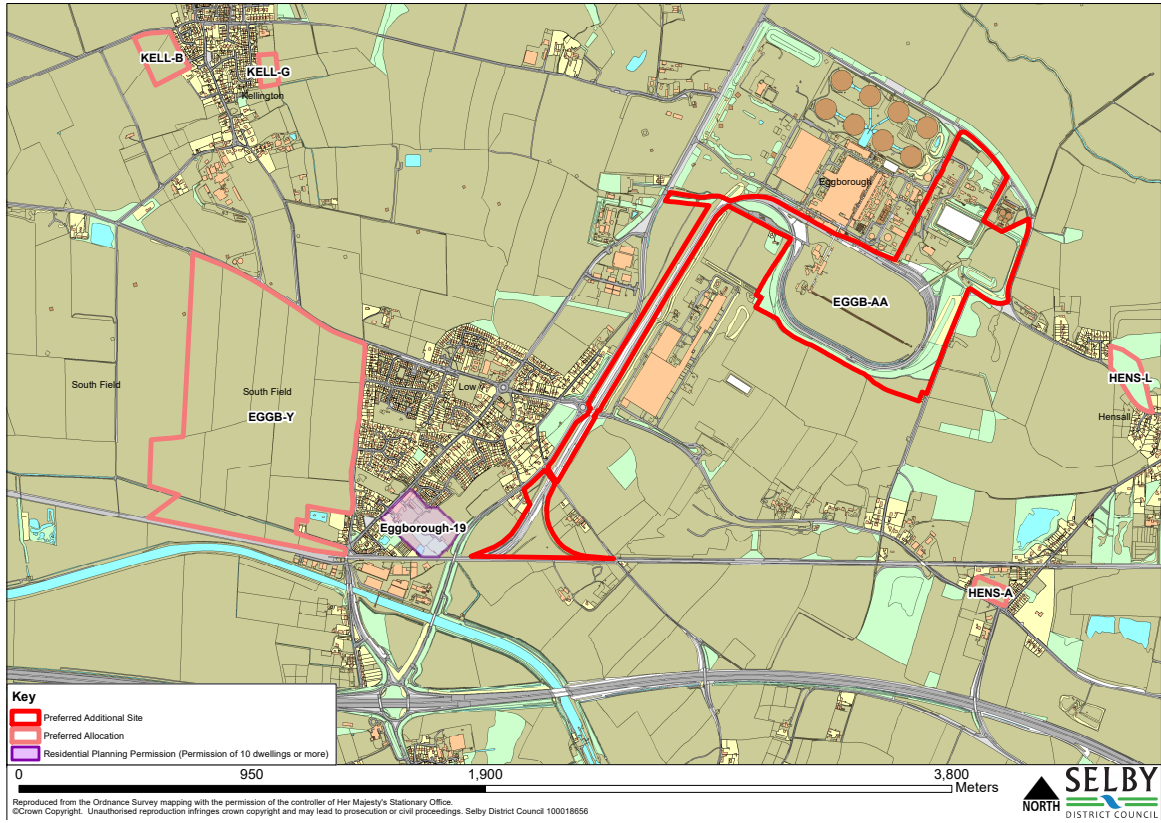 KELL-B
KELL-G
Kellington
Eggborough
EGGB-AA
HENS-L
Hensall
South Field
South Field
EGGB-Y
Low
Eggborough-19
HENS-A
Key
Preferred Additional Site
Preferred Allocation
Residential Planning Permission (Permission of 10 dwellings or more)
0 950 1,900 3,800
Meters
Reproduced from the Ordnance Survey mapping with the permission of the controller of Her Majesty's Stationary Office.
©Crown Copyright. Unauthorised reproduction infringes crown copyright and may lead to prosecution or civil proceedings. Selby District Council 100018656
NORTH
SELBY
DISTRICT COUNCIL